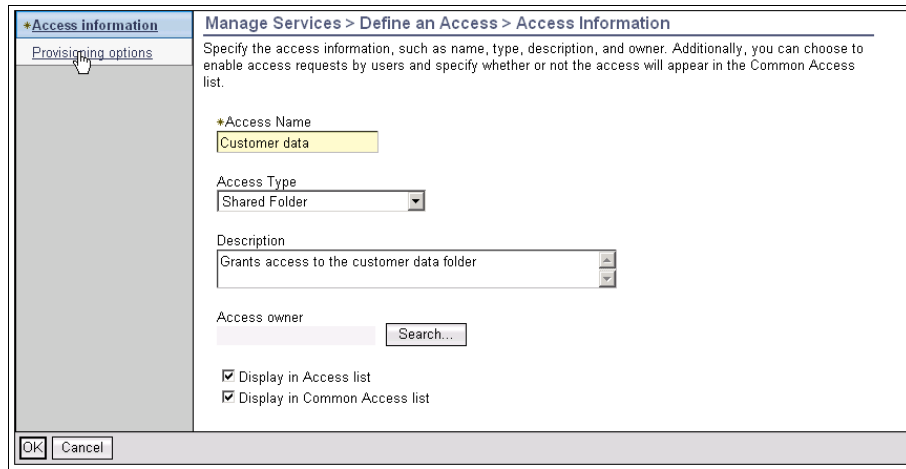 *Access information
Provisioning options
Manage Services > Define an Access > Access Information
Specify the access information, such as name, type, description, and owner. Additionally, you can choose to
enable access requests by users and specify whether or not the access will appear in the Common Access
list.
*Access Name
Customer data
Access Type
Shared Folder
Description
Grants access to the customer data folder
Access owner
Search...
Display in Access list
Display in Common Access list
OK Cancel